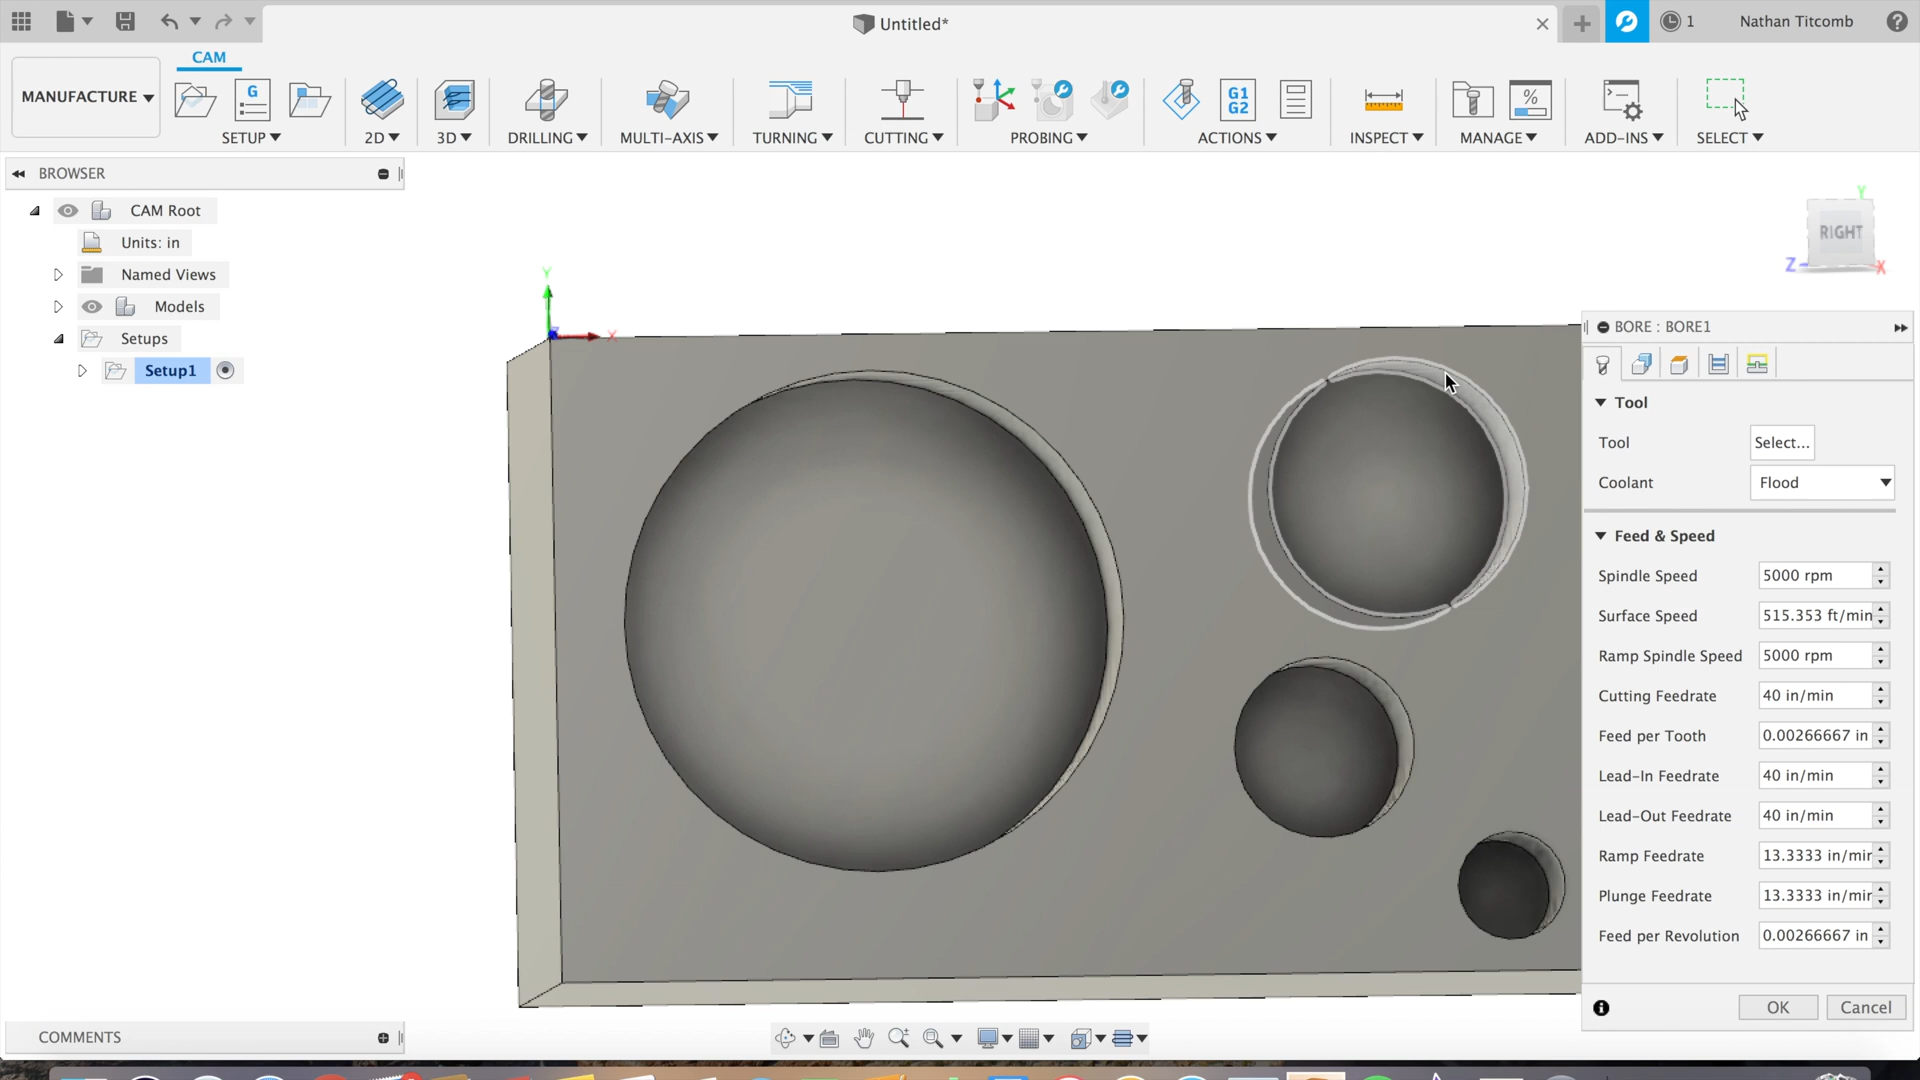 Untitled*
1
Nathan Titcomb
CAM
MANUFACTURE
SETUP
2D
3D
DRILLING
MULTI-AXIS
TURNING
CUTTING
PROBING
ACTIONS
INSPECT
MANAGE
ADD-INS
SELECT
G
G1
G2
%
BROWSER
CAM Root
Units: in
Named Views
Models
Setups
Setup1
Y
X
Y
RIGHT
Z
X
BORE : BORE1
Tool
Tool
Select...
Coolant
Flood
Feed & Speed
Spindle Speed
5000 rpm
Surface Speed
515.353 ft/min
Ramp Spindle Speed
5000 rpm
Cutting Feedrate
40 in/min
Feed per Tooth
0.00266667 in
Lead-In Feedrate
40 in/min
Lead-Out Feedrate
40 in/min
Ramp Feedrate
13.3333 in/min
Plunge Feedrate
13.3333 in/min
Feed per Revolution
0.00266667 in
OK
Cancel
COMMENTS